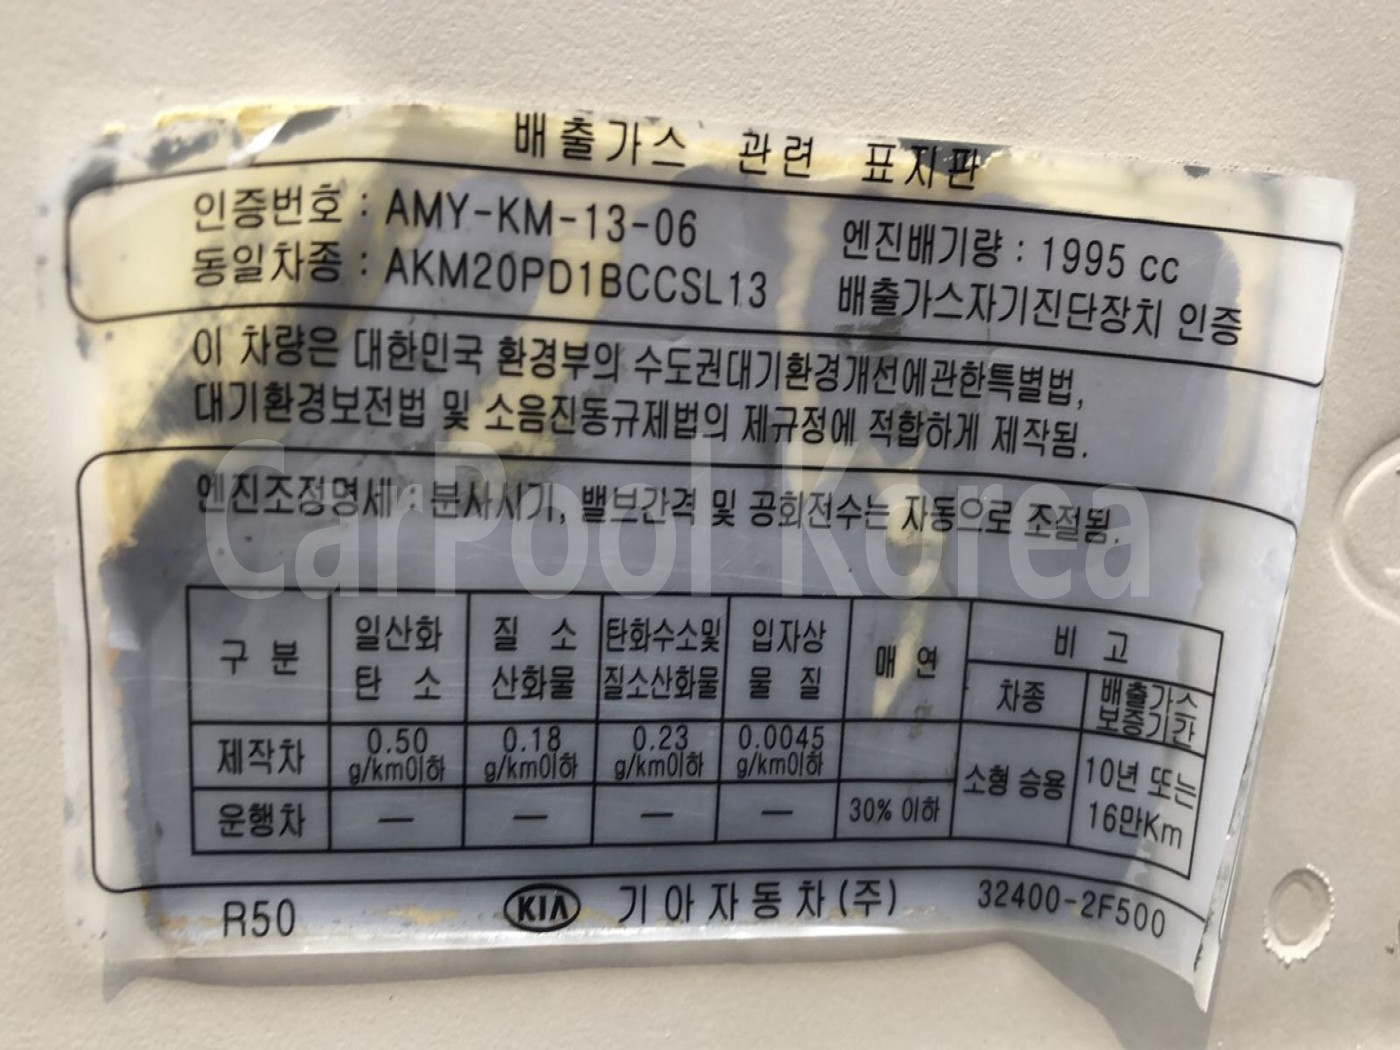 배출가스 관련 표지판
인증번호 : AMY-KM-13-06
엔진배기량 : 1995 cc
동일차종 : AKM20PD1BCCSL13
배출가스자기진단장치 인증
이 차량은 대한민국 환경부의 수도권대기환경개선에관한특별법,
대기환경보전법 및 소음진동규제법의 제규정에 적합하게 제작됨.
엔진조정명세 : 분사시기, 밸브간격 및 공회전수는 자동으로 조절됨.
CarPool Korea
구 분 일산화 탄 소 질 소 산화물 탄화수소및 질소산화물 입자상 물 질 매 연 비 고
차종 배출가스 보증기간
제작차 0.50 g/km이하 0.18 g/km이하 0.23 g/km이하 0.0045 g/km이하 소형 승용 10년 또는 16만Km
운행차 — — — — 30% 이하
R50 KIA 기아자동차(주) 32400-2F500